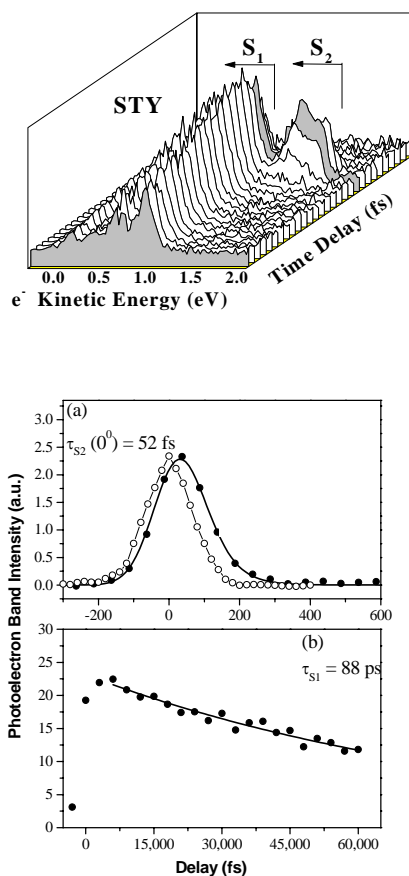 S1 S2
STY
Time Delay (fs)
0.0 0.5 1.0 1.5 2.0
e- Kinetic Energy (eV)
Photoelectron Band Intensity (a.u.)
(a)
τS2 (0^0) = 52 fs
3.0
2.5
2.0
1.5
1.0
0.5
0.0
-200 0 200 400 600
(b)
τS1 = 88 ps
30
25
20
15
10
5
0
0 15,000 30,000 45,000 60,000
Delay (fs)